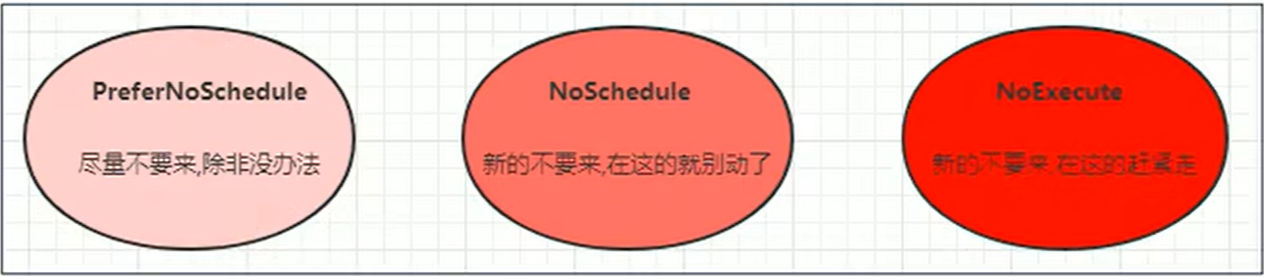 PreferNoSchedule
尽量不要来,除非没办法
NoSchedule
新的不要来,在这的就别动了
NoExecute
新的不要来,在这的赶紧走